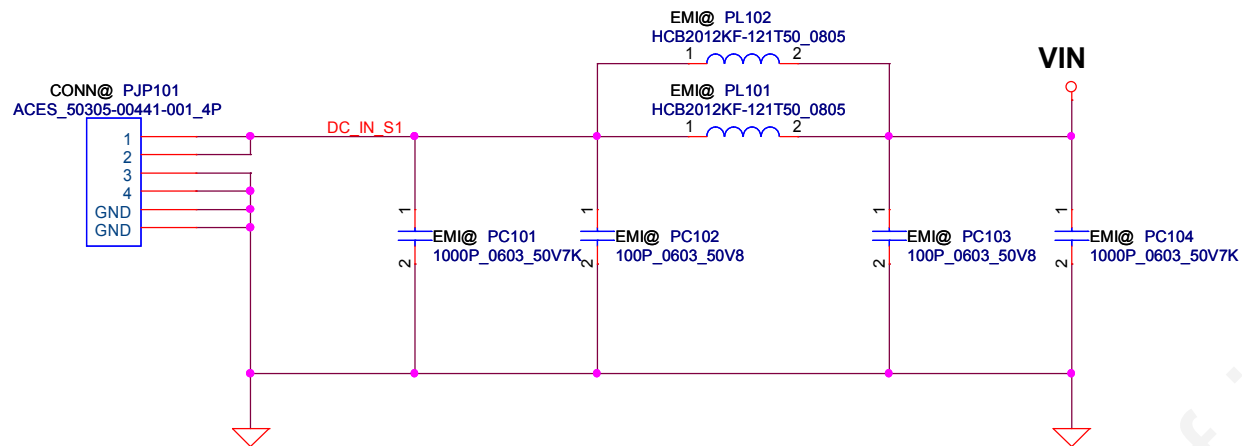 EMI@ PL102
HCB2012KF-121T50_0805
1 2
VIN
EMI@ PL101
HCB2012KF-121T50_0805
1 2
CONN@ PJP101
ACES_50305-00441-001_4P
DC_IN_S1
1
2
3
4
GND
GND
1
EMI@ PC101
1000P_0603_50V7K
2
1
EMI@ PC102
100P_0603_50V8
2
1
EMI@ PC103
100P_0603_50V8
2
1
EMI@ PC104
1000P_0603_50V7K
2